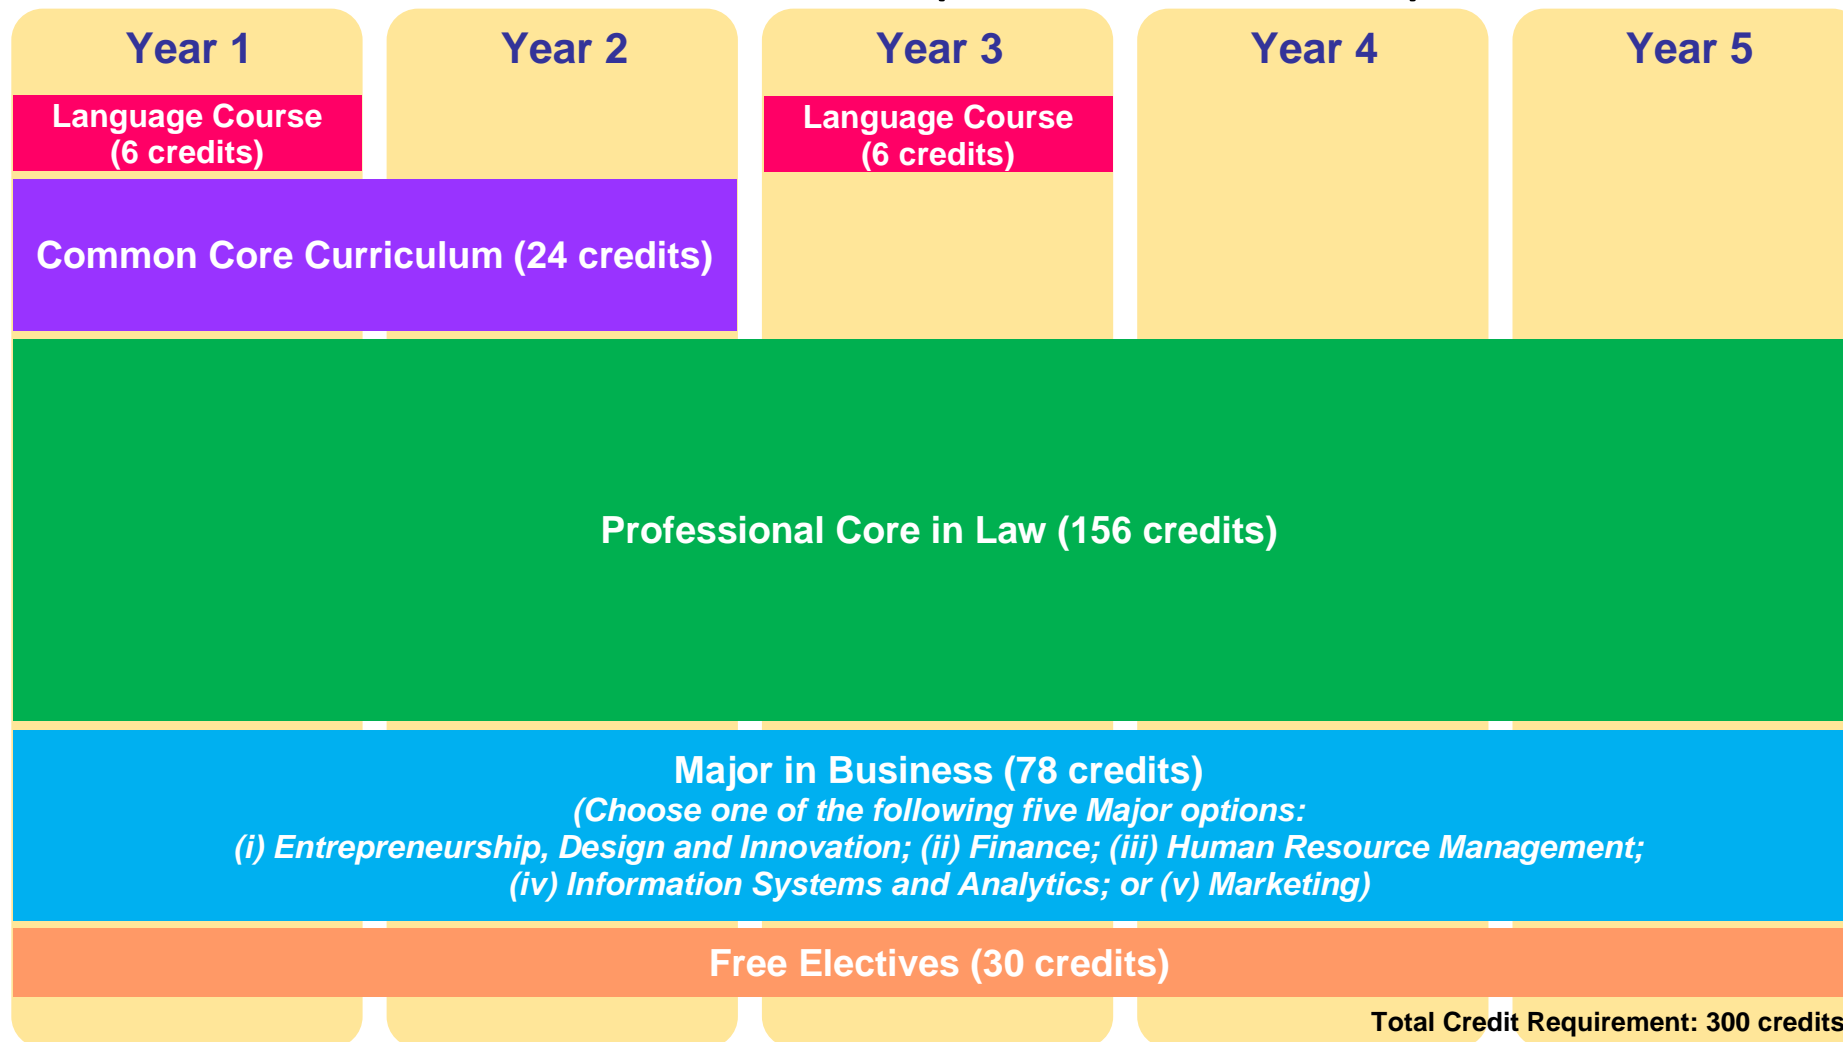 Year 1
Year 2
Year 3
Year 4
Year 5
Language Course
(6 credits)
Language Course
(6 credits)
Common Core Curriculum (24 credits)
Professional Core in Law (156 credits)
Major in Business (78 credits)
(Choose one of the following five Major options:
(i) Entrepreneurship, Design and Innovation; (ii) Finance; (iii) Human Resource Management;
(iv) Information Systems and Analytics; or (v) Marketing)
Free Electives (30 credits)
Total Credit Requirement: 300 credits